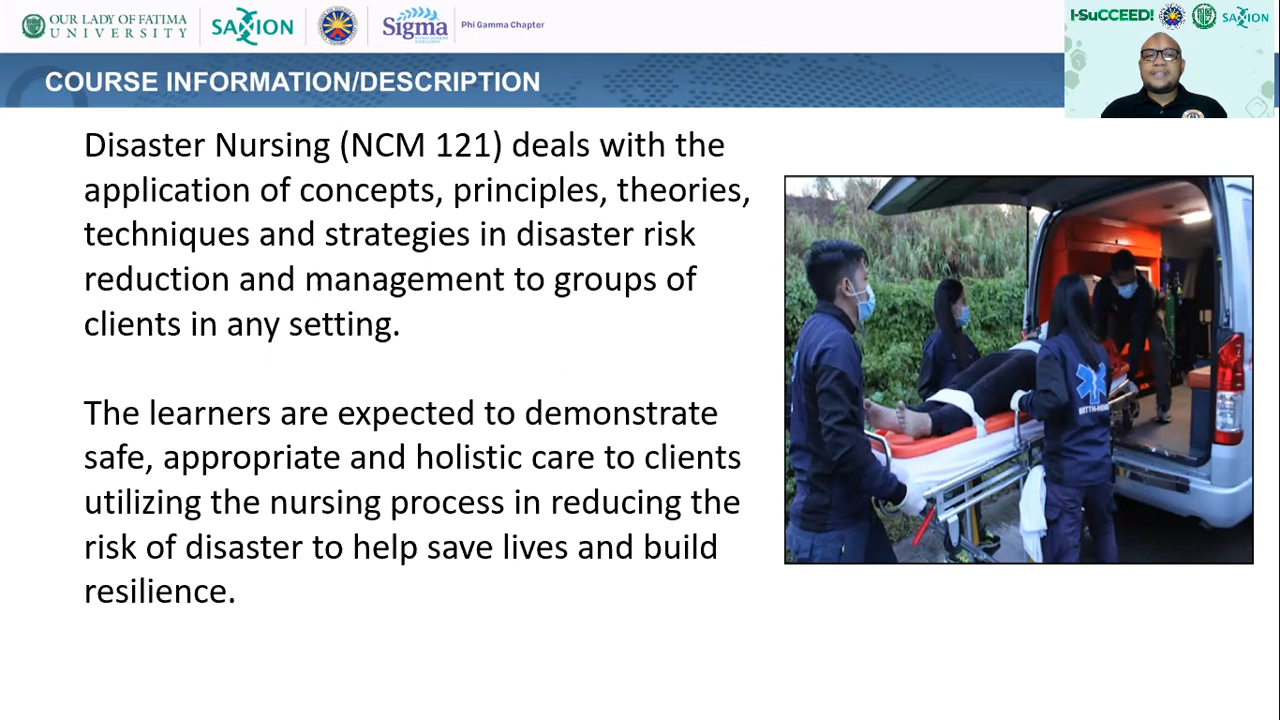 OUR LADY OF FATIMA
UNIVERSITY
SAXION
Sigma
Phi Gamma Chapter
I-SuCCEED!
SAXION
COURSE INFORMATION/DESCRIPTION
Disaster Nursing (NCM 121) deals with the
application of concepts, principles, theories,
techniques and strategies in disaster risk
reduction and management to groups of
clients in any setting.
The learners are expected to demonstrate
safe, appropriate and holistic care to clients
utilizing the nursing process in reducing the
risk of disaster to help save lives and build
resilience.